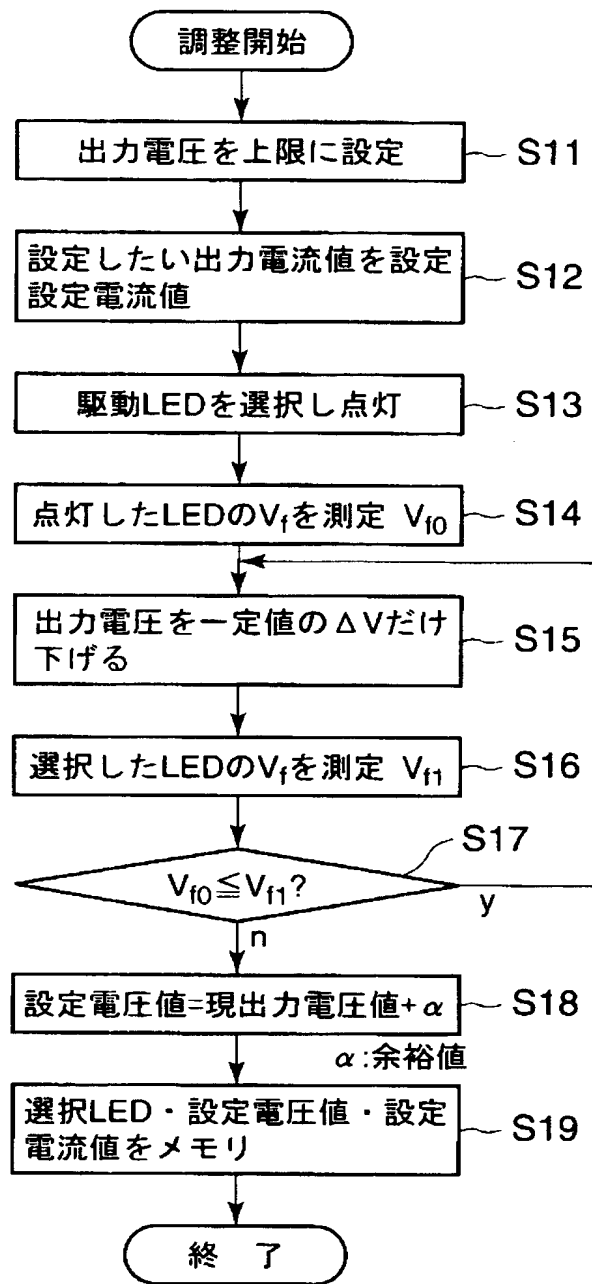 調整開始
出力電圧を上限に設定
S11
設定したい出力電流値を設定
設定電流値
S12
駆動LEDを選択し点灯
S13
点灯したLEDのVfを測定 Vf0
S14
出力電圧を一定値のΔVだけ
下げる
S15
選択したLEDのVfを測定 Vf1
S16
S17
Vf0≦Vf1?
y
n
設定電圧値=現出力電圧値+α
S18
α:余裕値
選択LED・設定電圧値・設定
電流値をメモリ
S19
終 了